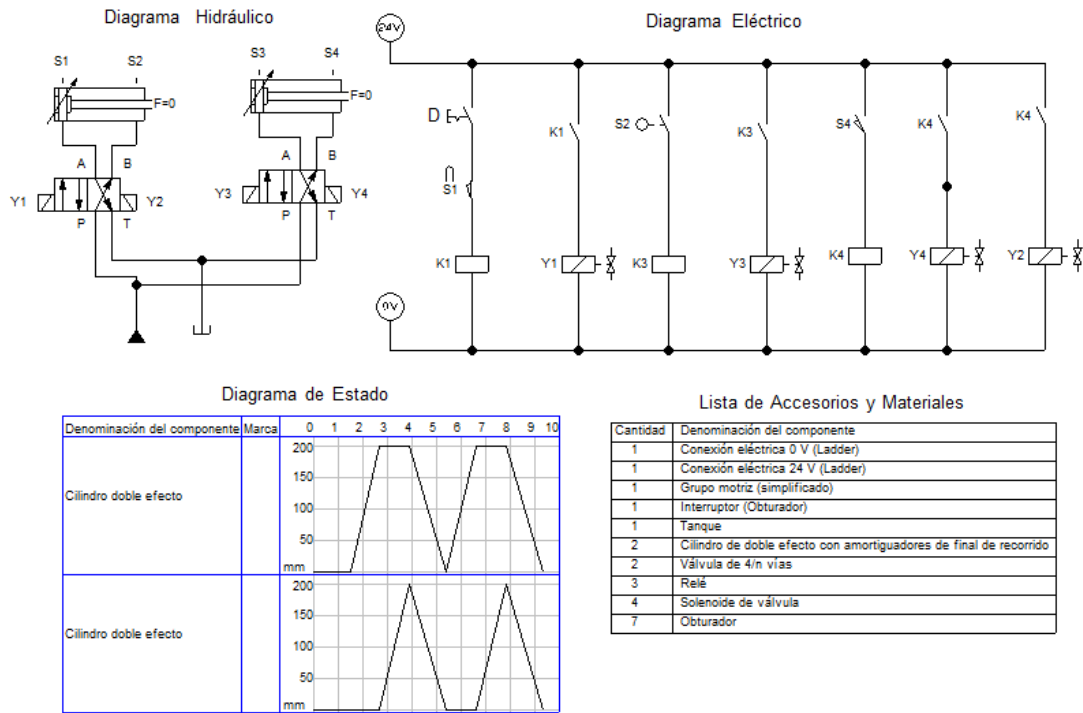 Diagrama Hidráulico
S1 S2
F=0
S3 S4
F=0
A B
Y1 Y2
P T
A B
Y3 Y4
P T
Diagrama Eléctrico
24V
D
S1
K1
K1
Y1
S2
K3
K3
Y3
S4
K4
K4
Y4
K4
Y2
0V
Diagrama de Estado
Denominación del componente Marca 0 1 2 3 4 5 6 7 8 9 10
Cilindro doble efecto
200
150
100
50
mm
Cilindro doble efecto
200
150
100
50
mm
Lista de Accesorios y Materiales
Cantidad Denominación del componente
1 Conexión eléctrica 0 V (Ladder)
1 Conexión eléctrica 24 V (Ladder)
1 Grupo motriz (simplificado)
1 Interruptor (Obturador)
1 Tanque
2 Cilindro de doble efecto con amortiguadores de final de recorrido
2 Válvula de 4/n vías
3 Relé
4 Solenoide de válvula
7 Obturador